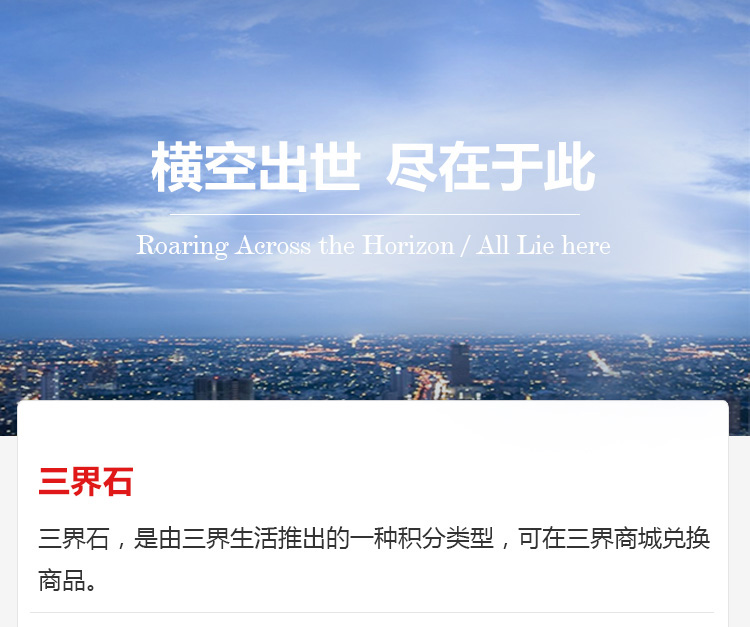 横空出世 尽在于此
Roaring Across the Horizon / All Lie here
三界石
三界石，是由三界生活推出的一种积分类型，可在三界商城兑换
商品。